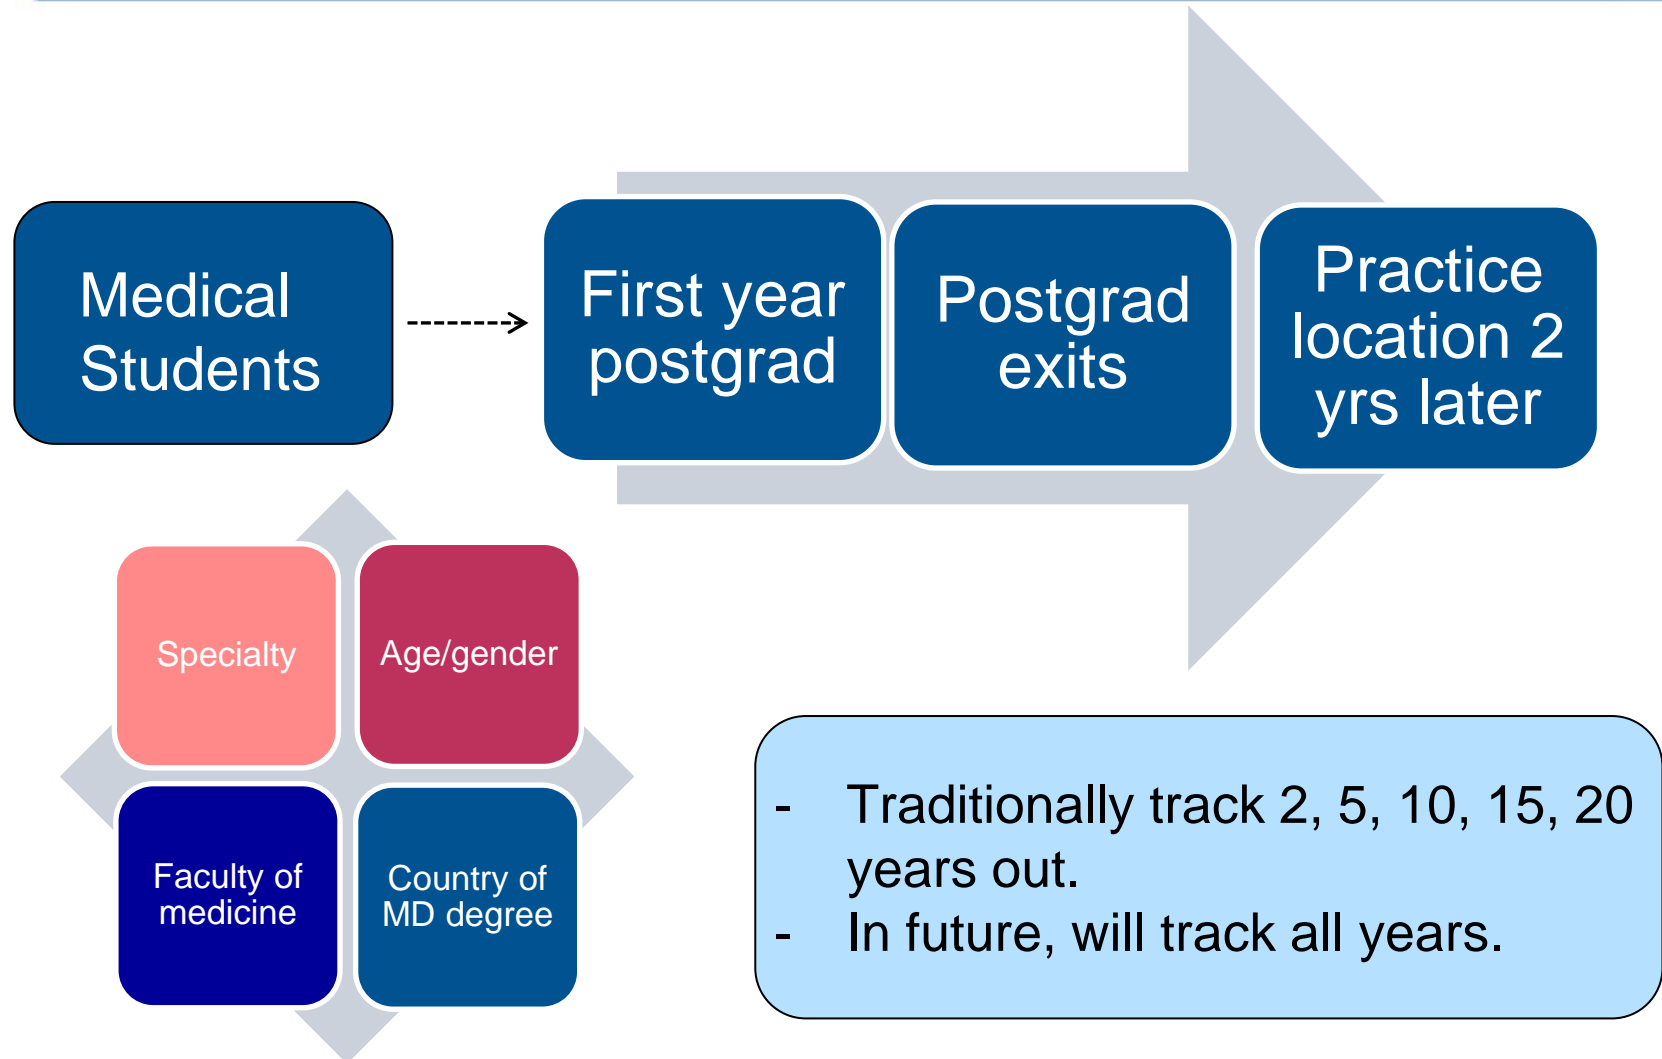 Medical
Students
First year
postgrad
Postgrad
exits
Practice
location 2
yrs later
Specialty
Age/gender
Faculty of
medicine
Country of
MD degree
- Traditionally track 2, 5, 10, 15, 20
years out.
- In future, will track all years.